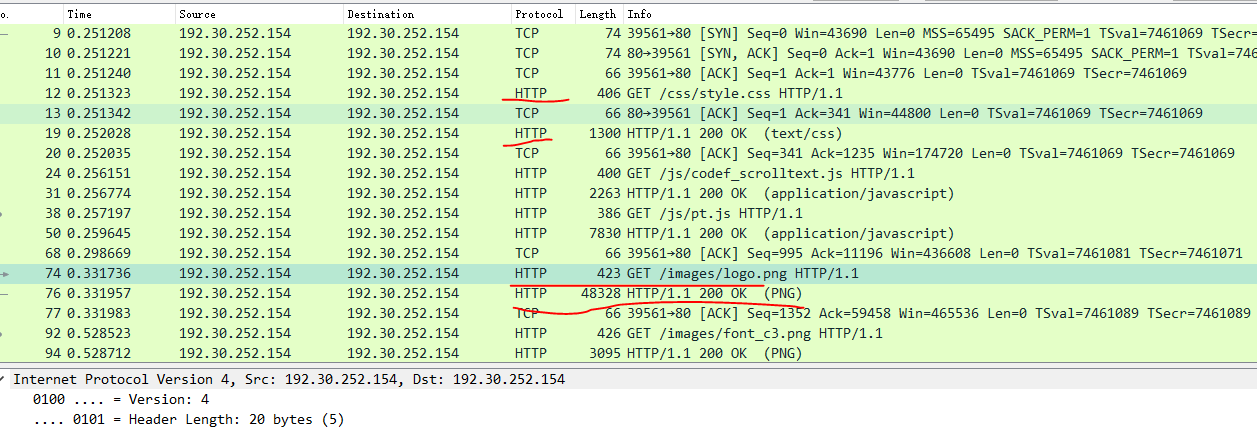 o. Time Source Destination Protocol Length Info
9 0.251208 192.30.252.154 192.30.252.154 TCP 74 39561→80 [SYN] Seq=0 Win=43690 Len=0 MSS=65495 SACK_PERM=1 TSval=7461069 TSecr=
10 0.251221 192.30.252.154 192.30.252.154 TCP 74 80→39561 [SYN, ACK] Seq=0 Ack=1 Win=43690 Len=0 MSS=65495 SACK_PERM=1 TSval=74
11 0.251240 192.30.252.154 192.30.252.154 TCP 66 39561→80 [ACK] Seq=1 Ack=1 Win=43776 Len=0 TSval=7461069 TSecr=7461069
12 0.251323 192.30.252.154 192.30.252.154 HTTP 406 GET /css/style.css HTTP/1.1
13 0.251342 192.30.252.154 192.30.252.154 TCP 66 80→39561 [ACK] Seq=1 Ack=341 Win=44800 Len=0 TSval=7461069 TSecr=7461069
19 0.252028 192.30.252.154 192.30.252.154 HTTP 1300 HTTP/1.1 200 OK (text/css)
20 0.252035 192.30.252.154 192.30.252.154 TCP 66 39561→80 [ACK] Seq=341 Ack=1235 Win=174720 Len=0 TSval=7461069 TSecr=7461069
24 0.256151 192.30.252.154 192.30.252.154 HTTP 400 GET /js/codef_scrolltext.js HTTP/1.1
31 0.256774 192.30.252.154 192.30.252.154 HTTP 2263 HTTP/1.1 200 OK (application/javascript)
38 0.257197 192.30.252.154 192.30.252.154 HTTP 386 GET /js/pt.js HTTP/1.1
50 0.259645 192.30.252.154 192.30.252.154 HTTP 7830 HTTP/1.1 200 OK (application/javascript)
68 0.298669 192.30.252.154 192.30.252.154 TCP 66 39561→80 [ACK] Seq=995 Ack=11196 Win=436608 Len=0 TSval=7461081 TSecr=7461071
74 0.331736 192.30.252.154 192.30.252.154 HTTP 423 GET /images/logo.png HTTP/1.1
76 0.331957 192.30.252.154 192.30.252.154 HTTP 48328 HTTP/1.1 200 OK (PNG)
77 0.331983 192.30.252.154 192.30.252.154 TCP 66 39561→80 [ACK] Seq=1352 Ack=59458 Win=465536 Len=0 TSval=7461089 TSecr=7461089
92 0.528523 192.30.252.154 192.30.252.154 HTTP 426 GET /images/font_c3.png HTTP/1.1
94 0.528712 192.30.252.154 192.30.252.154 HTTP 3095 HTTP/1.1 200 OK (PNG)
Internet Protocol Version 4, Src: 192.30.252.154, Dst: 192.30.252.154
0100 .... = Version: 4
.... 0101 = Header Length: 20 bytes (5)